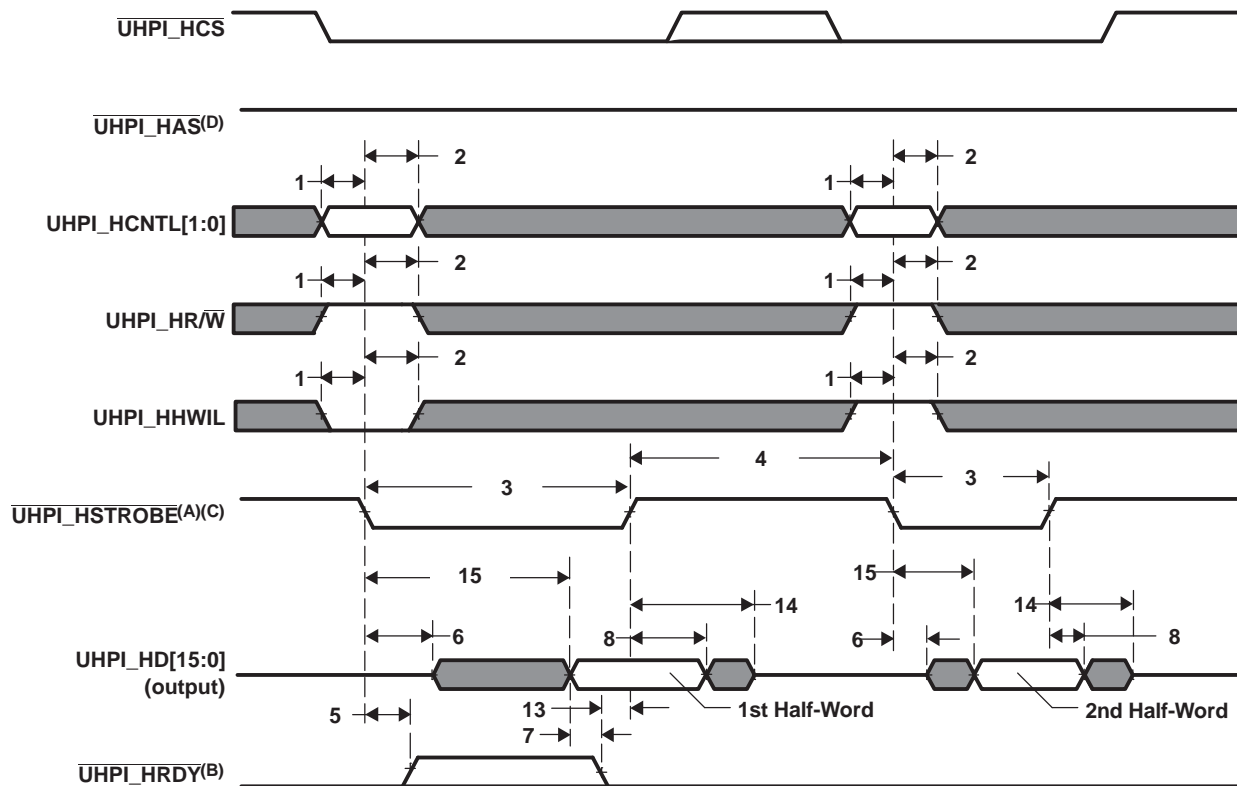 UHPI_HCS
UHPI_HAS(D)
2
2
1
1
UHPI_HCNTL[1:0]
2
2
1
1
UHPI_HR/W
2
2
1
1
UHPI_HHWIL
4
3
3
UHPI_HSTROBE(A)(C)
15
15
14
14
6
8
6
8
UHPI_HD[15:0]
(output)
5
13
1st Half-Word
2nd Half-Word
7
UHPI_HRDY(B)